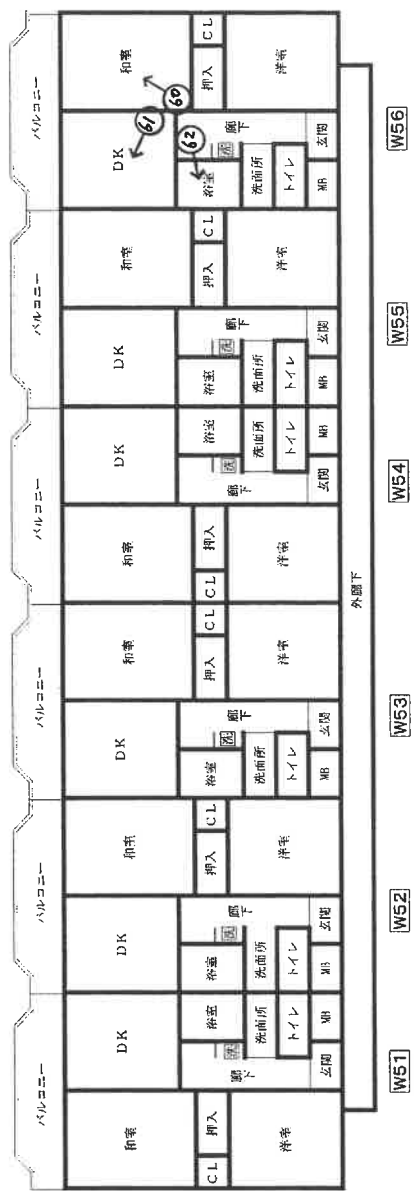 バルコニー バルコニー バルコニー バルコニー バルコニー バルコニー
和室 DK DK 和室 DK 和室 和室 DK DK 和室 DK 61 60 和室
CL 押入 廊下 洗 浴室 浴室 洗 廊下 押入 CL 浴室 洗 廊下 押入 CL CL 押入 廊下 洗 浴室 浴室 洗 廊下 押入 CL 浴室 62 洗 廊下 押入 CL
洗面所 洗面所 洗面所 洗面所 洗面所 洗面所
洋室 トイレ トイレ 洋室 トイレ 洋室 洋室 トイレ トイレ 洋室 トイレ 洋室
玄関 MB MB 玄関 MB 玄関 玄関 MB MB 玄関 MB 玄関
外廊下
W51 W52 W53 W54 W55 W56